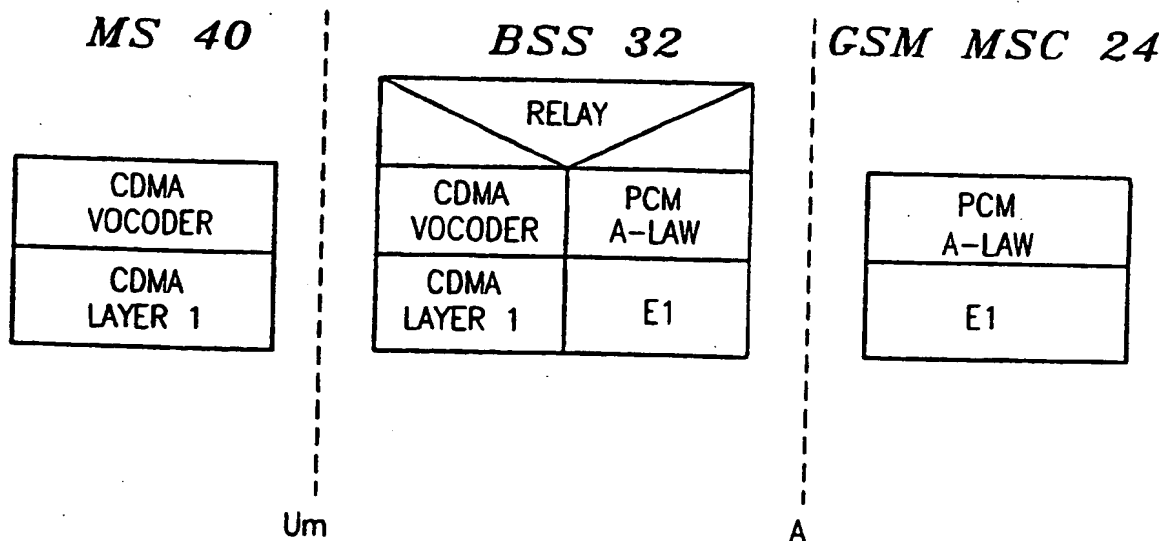 MS 40
BSS 32
GSM MSC 24
RELAY
CDMA
VOCODER
CDMA
LAYER 1
CDMA
VOCODER
PCM
A-LAW
CDMA
LAYER 1
E1
PCM
A-LAW
E1
Um
A